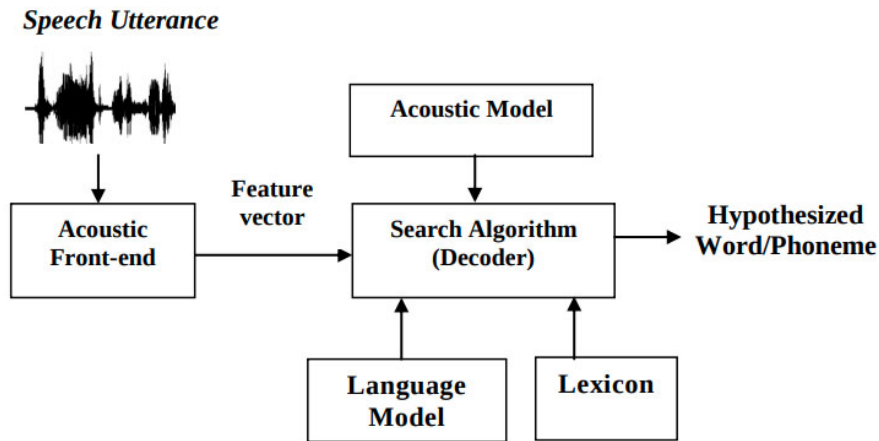 Speech Utterance
Acoustic Model
Feature
vector
Acoustic
Front-end
Search Algorithm
(Decoder)
Hypothesized
Word/Phoneme
Language
Model
Lexicon